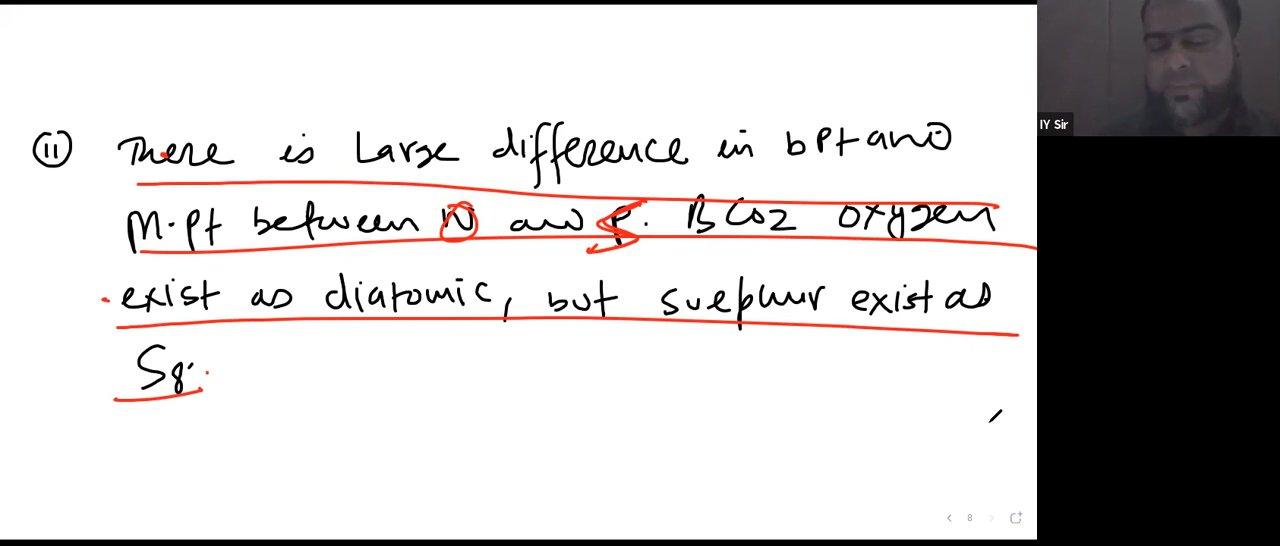 (ii) There is Large difference in bPt and
M.Pt between N and P. BCoz oxygen
exist as diatomic, but sulphur exist as
S8.
IY Sir
8